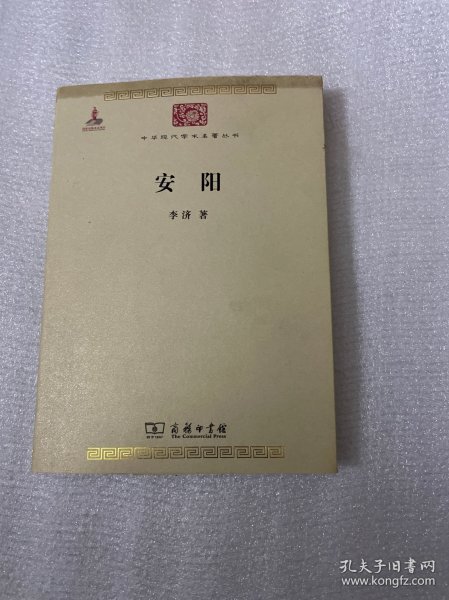 中华现代学术名著丛书
安 阳
李济 著
商务印书馆
The Commercial Press
孔夫子旧书网
www.kongfz.com